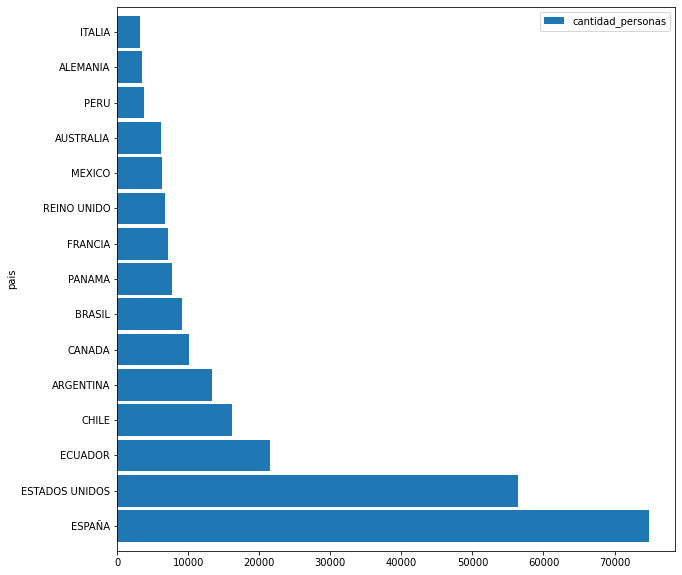 cantidad_personas
ITALIA
ALEMANIA
PERU
AUSTRALIA
MEXICO
REINO UNIDO
FRANCIA
PANAMA
BRASIL
CANADA
ARGENTINA
CHILE
ECUADOR
ESTADOS UNIDOS
ESPAÑA
pais
0 10000 20000 30000 40000 50000 60000 70000